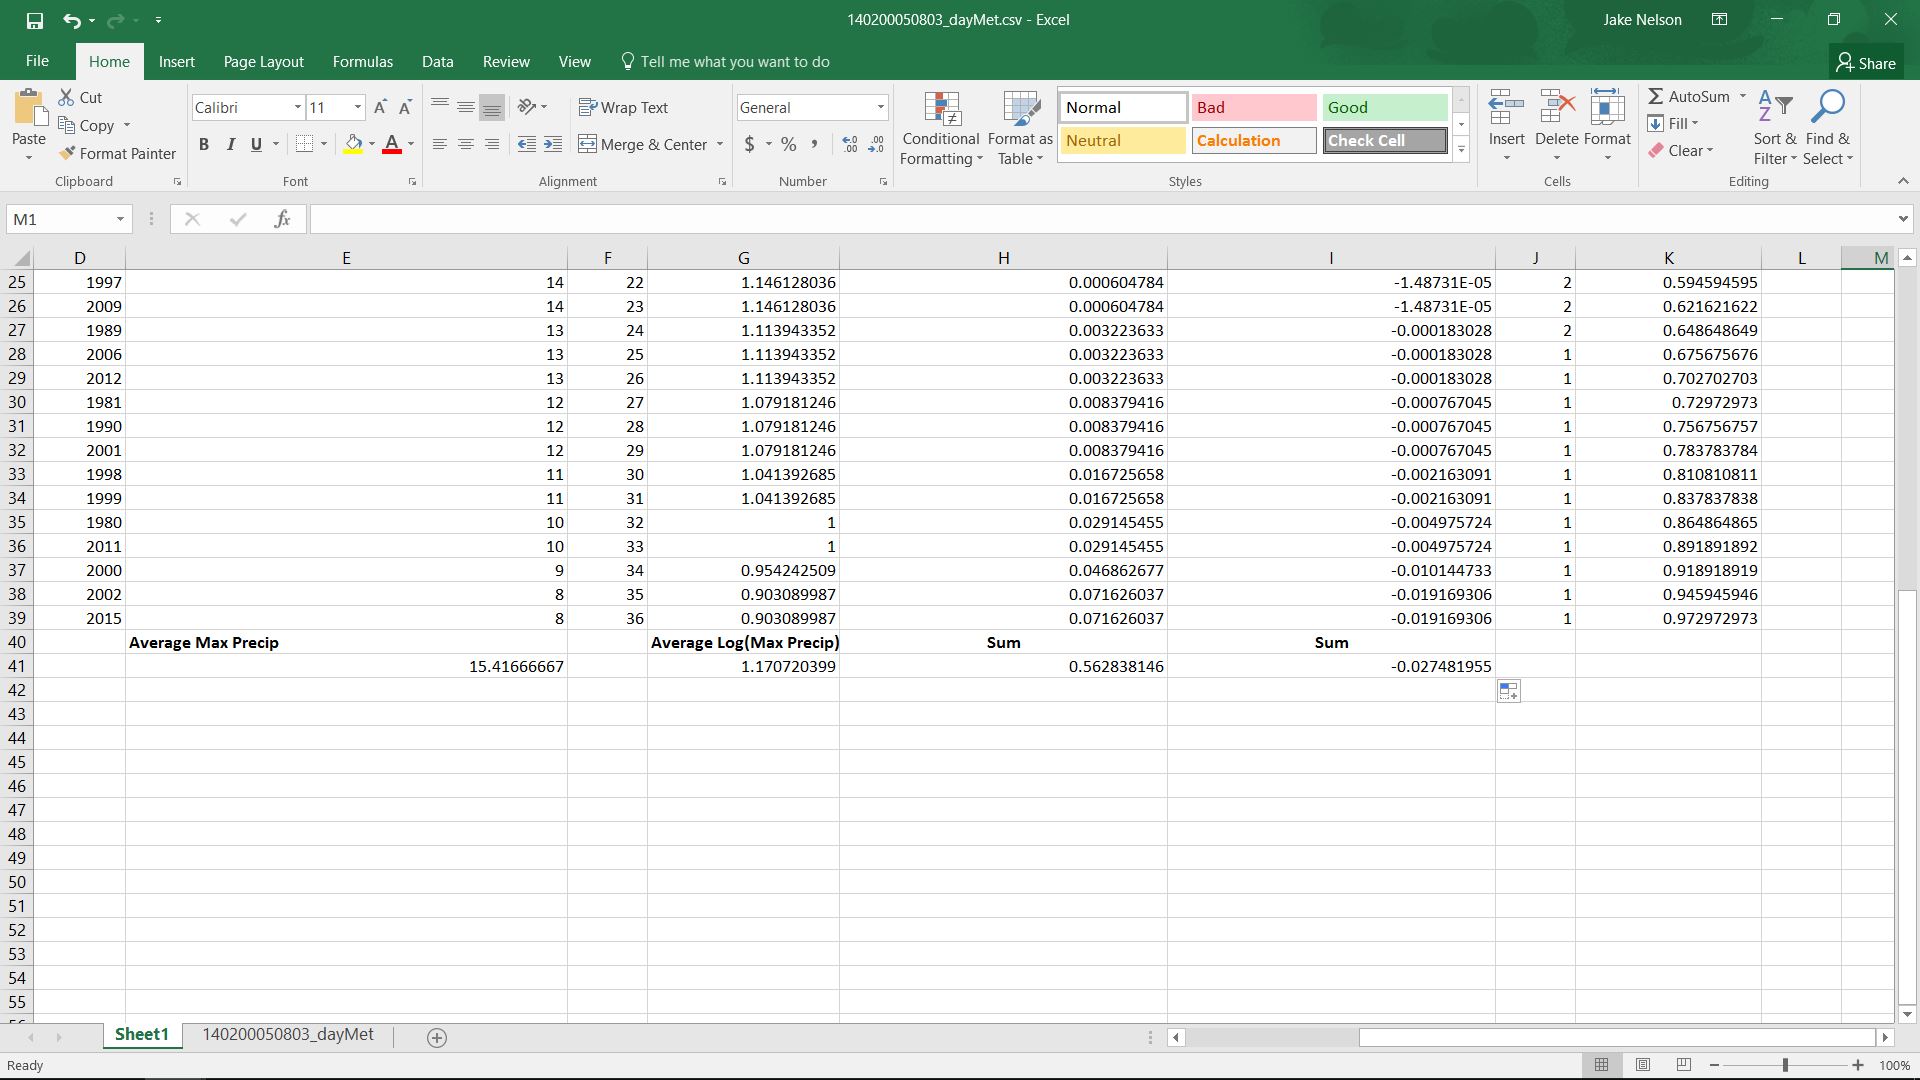 140200050803_dayMet.csv - Excel
Jake Nelson
File Home Insert Page Layout Formulas Data Review View Tell me what you want to do
Share
Paste
Cut
Copy
Format Painter
Clipboard
Calibri 11
B I U
Font
Wrap Text
Merge & Center
Alignment
General
$ % ,
Number
Conditional Formatting
Format as Table
Normal Bad Good
Neutral Calculation Check Cell
Styles
Insert Delete Format
Cells
AutoSum
Fill
Clear
Sort & Filter
Find & Select
Editing
M1 fx
D E F G H I J K L M
25 1997 14 22 1.146128036 0.000604784 -1.48731E-05 2 0.594594595
26 2009 14 23 1.146128036 0.000604784 -1.48731E-05 2 0.621621622
27 1989 13 24 1.113943352 0.003223633 -0.000183028 2 0.648648649
28 2006 13 25 1.113943352 0.003223633 -0.000183028 1 0.675675676
29 2012 13 26 1.113943352 0.003223633 -0.000183028 1 0.702702703
30 1981 12 27 1.079181246 0.008379416 -0.000767045 1 0.72972973
31 1990 12 28 1.079181246 0.008379416 -0.000767045 1 0.756756757
32 2001 12 29 1.079181246 0.008379416 -0.000767045 1 0.783783784
33 1998 11 30 1.041392685 0.016725658 -0.002163091 1 0.810810811
34 1999 11 31 1.041392685 0.016725658 -0.002163091 1 0.837837838
35 1980 10 32 1 0.029145455 -0.004975724 1 0.864864865
36 2011 10 33 1 0.029145455 -0.004975724 1 0.891891892
37 2000 9 34 0.954242509 0.046862677 -0.010144733 1 0.918918919
38 2002 8 35 0.903089987 0.071626037 -0.019169306 1 0.945945946
39 2015 8 36 0.903089987 0.071626037 -0.019169306 1 0.972972973
40 Average Max Precip Average Log(Max Precip) Sum Sum
41 15.41666667 1.170720399 0.562838146 -0.027481955
42
43
44
45
46
47
48
49
50
51
52
53
54
55
Sheet1 140200050803_dayMet
Ready
100%